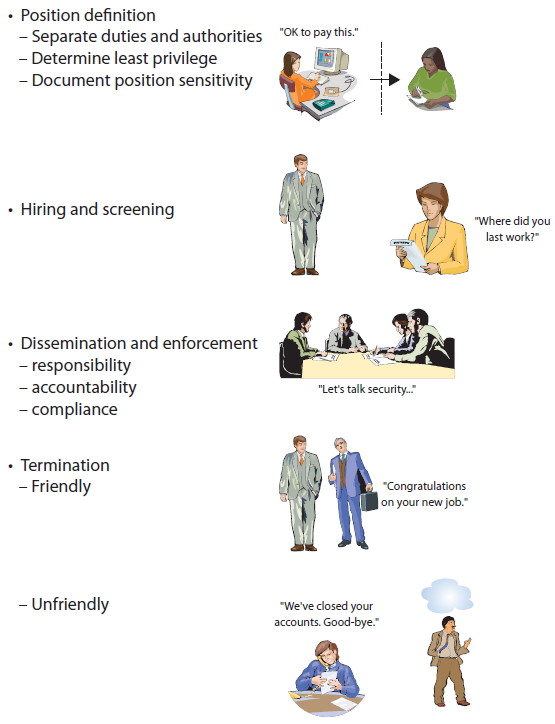 • Position definition
– Separate duties and authorities
– Determine least privilege
– Document position sensitivity
"OK to pay this."
• Hiring and screening
"Where did you
last work?"
• Dissemination and enforcement
– responsibility
– accountability
– compliance
"Let's talk security..."
• Termination
– Friendly
"Congratulations
on your new job."
– Unfriendly
"We've closed your
accounts. Good-bye."